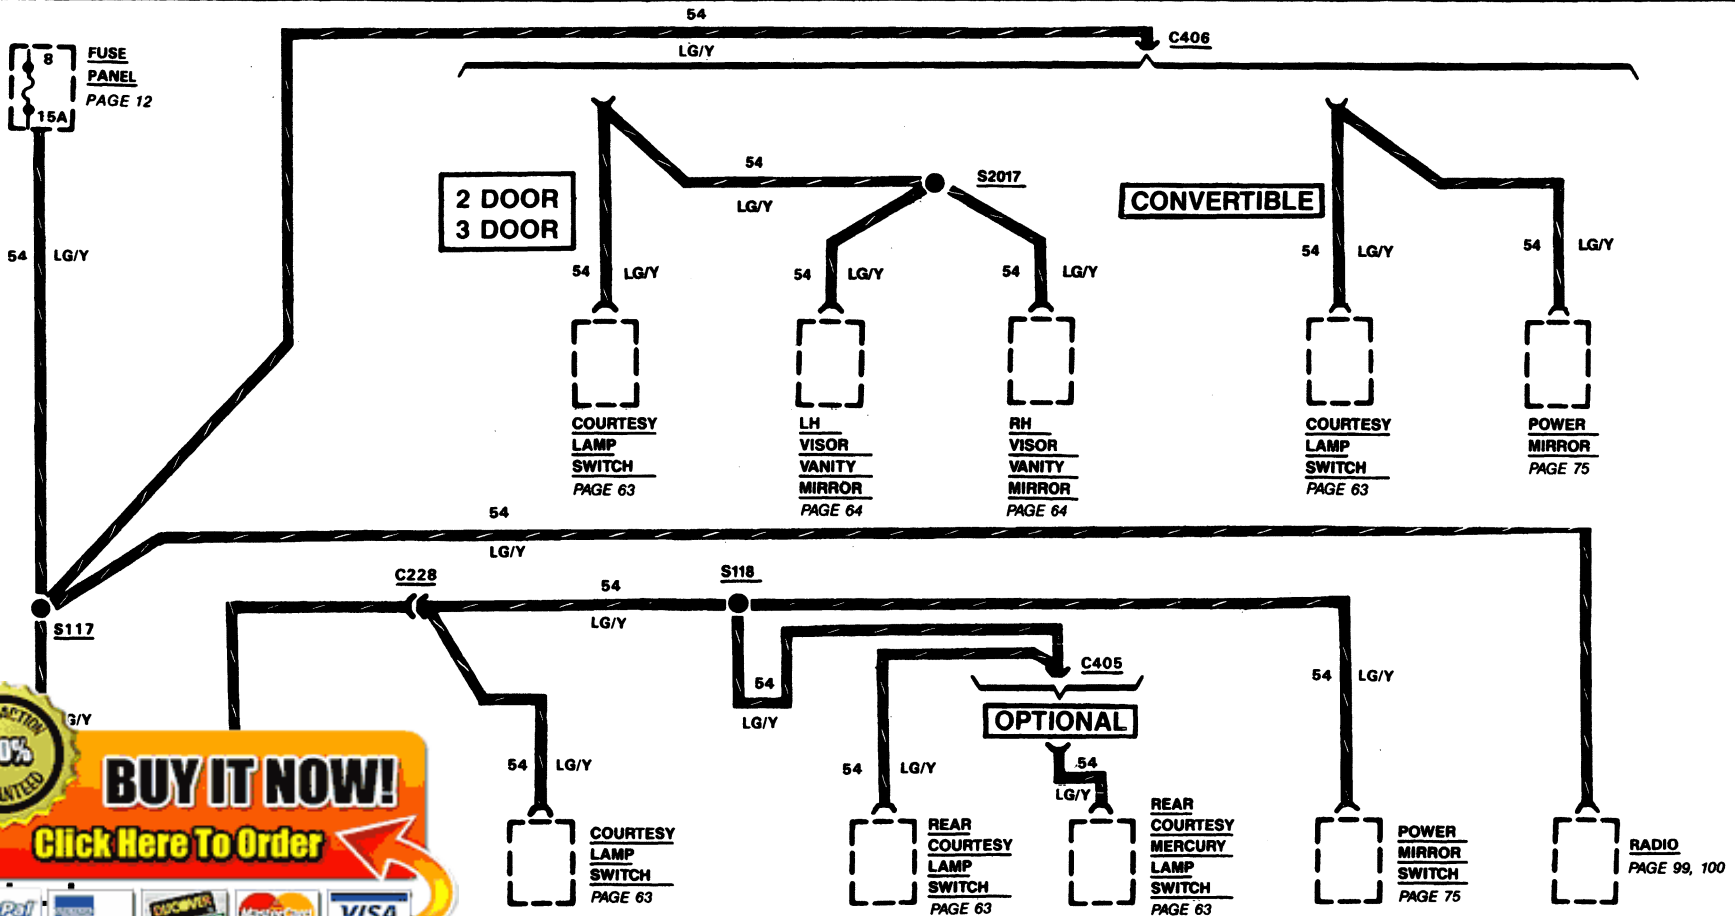 54
LG/Y
C406
8
15A
FUSE
PANEL
PAGE 12
54
LG/Y
2 DOOR
3 DOOR
54
LG/Y
S2017
CONVERTIBLE
54
LG/Y
54
LG/Y
54
LG/Y
54
LG/Y
54
LG/Y
COURTESY
LAMP
SWITCH
PAGE 63
LH
VISOR
VANITY
MIRROR
PAGE 64
RH
VISOR
VANITY
MIRROR
PAGE 64
COURTESY
LAMP
SWITCH
PAGE 63
POWER
MIRROR
PAGE 75
54
LG/Y
S117
C228
54
LG/Y
S118
54
LG/Y
C405
OPTIONAL
54
LG/Y
54
LG/Y
54
LG/Y
54
LG/Y
COURTESY
LAMP
SWITCH
PAGE 63
REAR
COURTESY
LAMP
SWITCH
PAGE 63
REAR
COURTESY
MERCURY
LAMP
SWITCH
PAGE 63
POWER
MIRROR
SWITCH
PAGE 75
RADIO
PAGE 99, 100
G/Y
BUY IT NOW!
Click Here To Order
DISCOVER
MasterCard
VISA